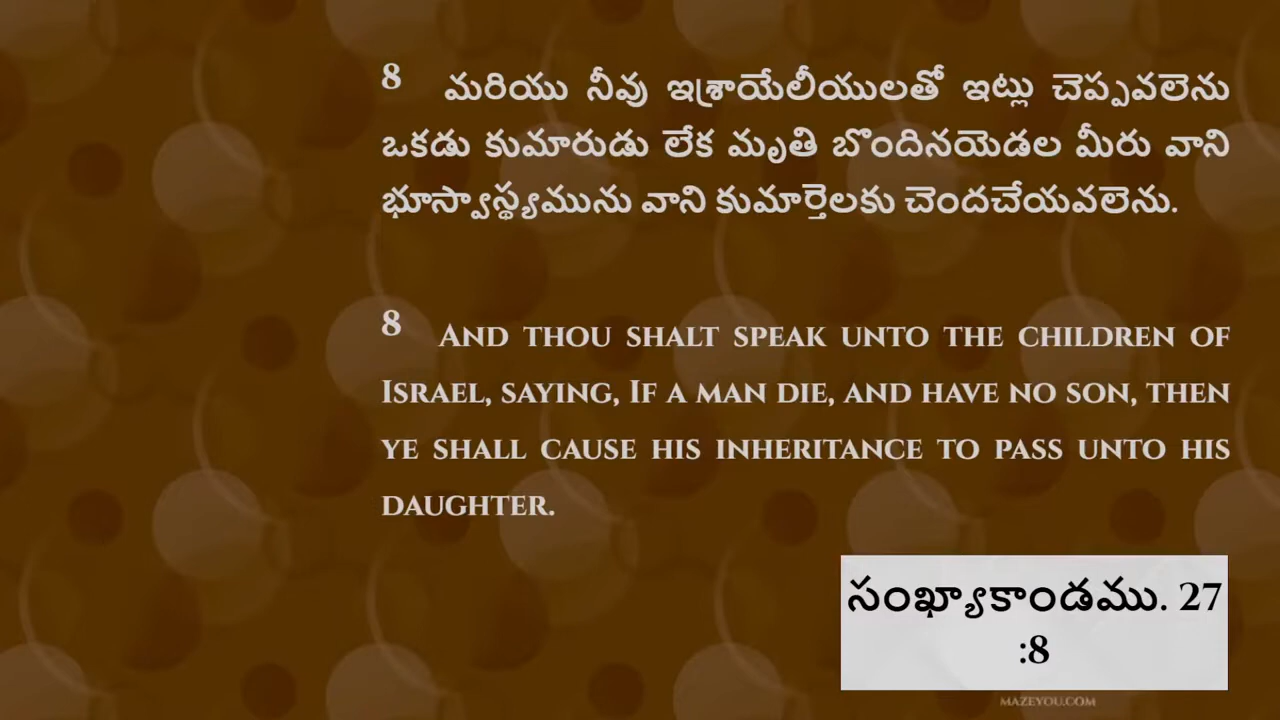 8 మరియు నీవు ఇశ్రాయేలీయులతో ఇట్లు చెప్పవలెను
ఒకడు కుమారుడు లేక మృతి బొందినయెడల మీరు వాని
భూస్వాస్థ్యమును వాని కుమార్తెలకు చెందచేయవలెను.
8 And thou shalt speak unto the children of
Israel, saying, If a man die, and have no son, then
ye shall cause his inheritance to pass unto his
daughter.
సంఖ్యాకాండము. 27
:8
MAZEYOU.COM